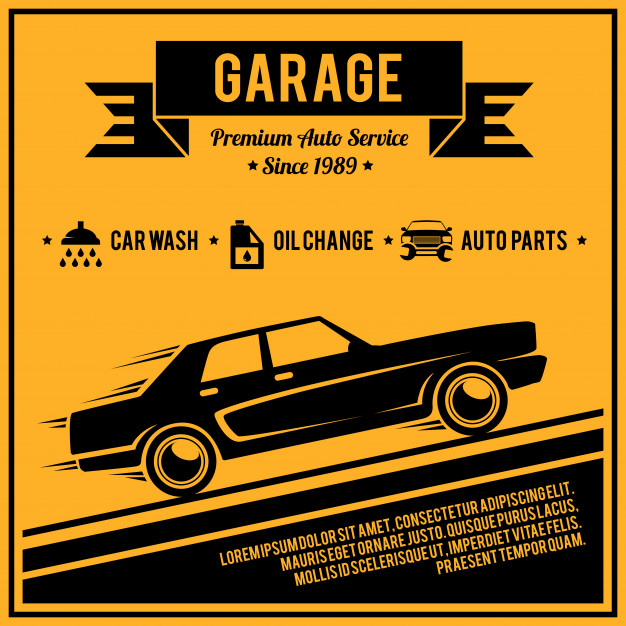 GARAGE
Premium Auto Service
Since 1989
CAR WASH
OIL CHANGE
AUTO PARTS
LOREM IPSUM DOLOR SIT AMET, CONSECTETUR ADIPISCING ELIT.
MAURIS EGET ORNARE JUSTO. QUISQUE PURUS LACUS,
MOLLIS ID SCELERISQUE UT, IMPERDIET VITAE FELIS.
PRAESENT TEMPOR QUAM.